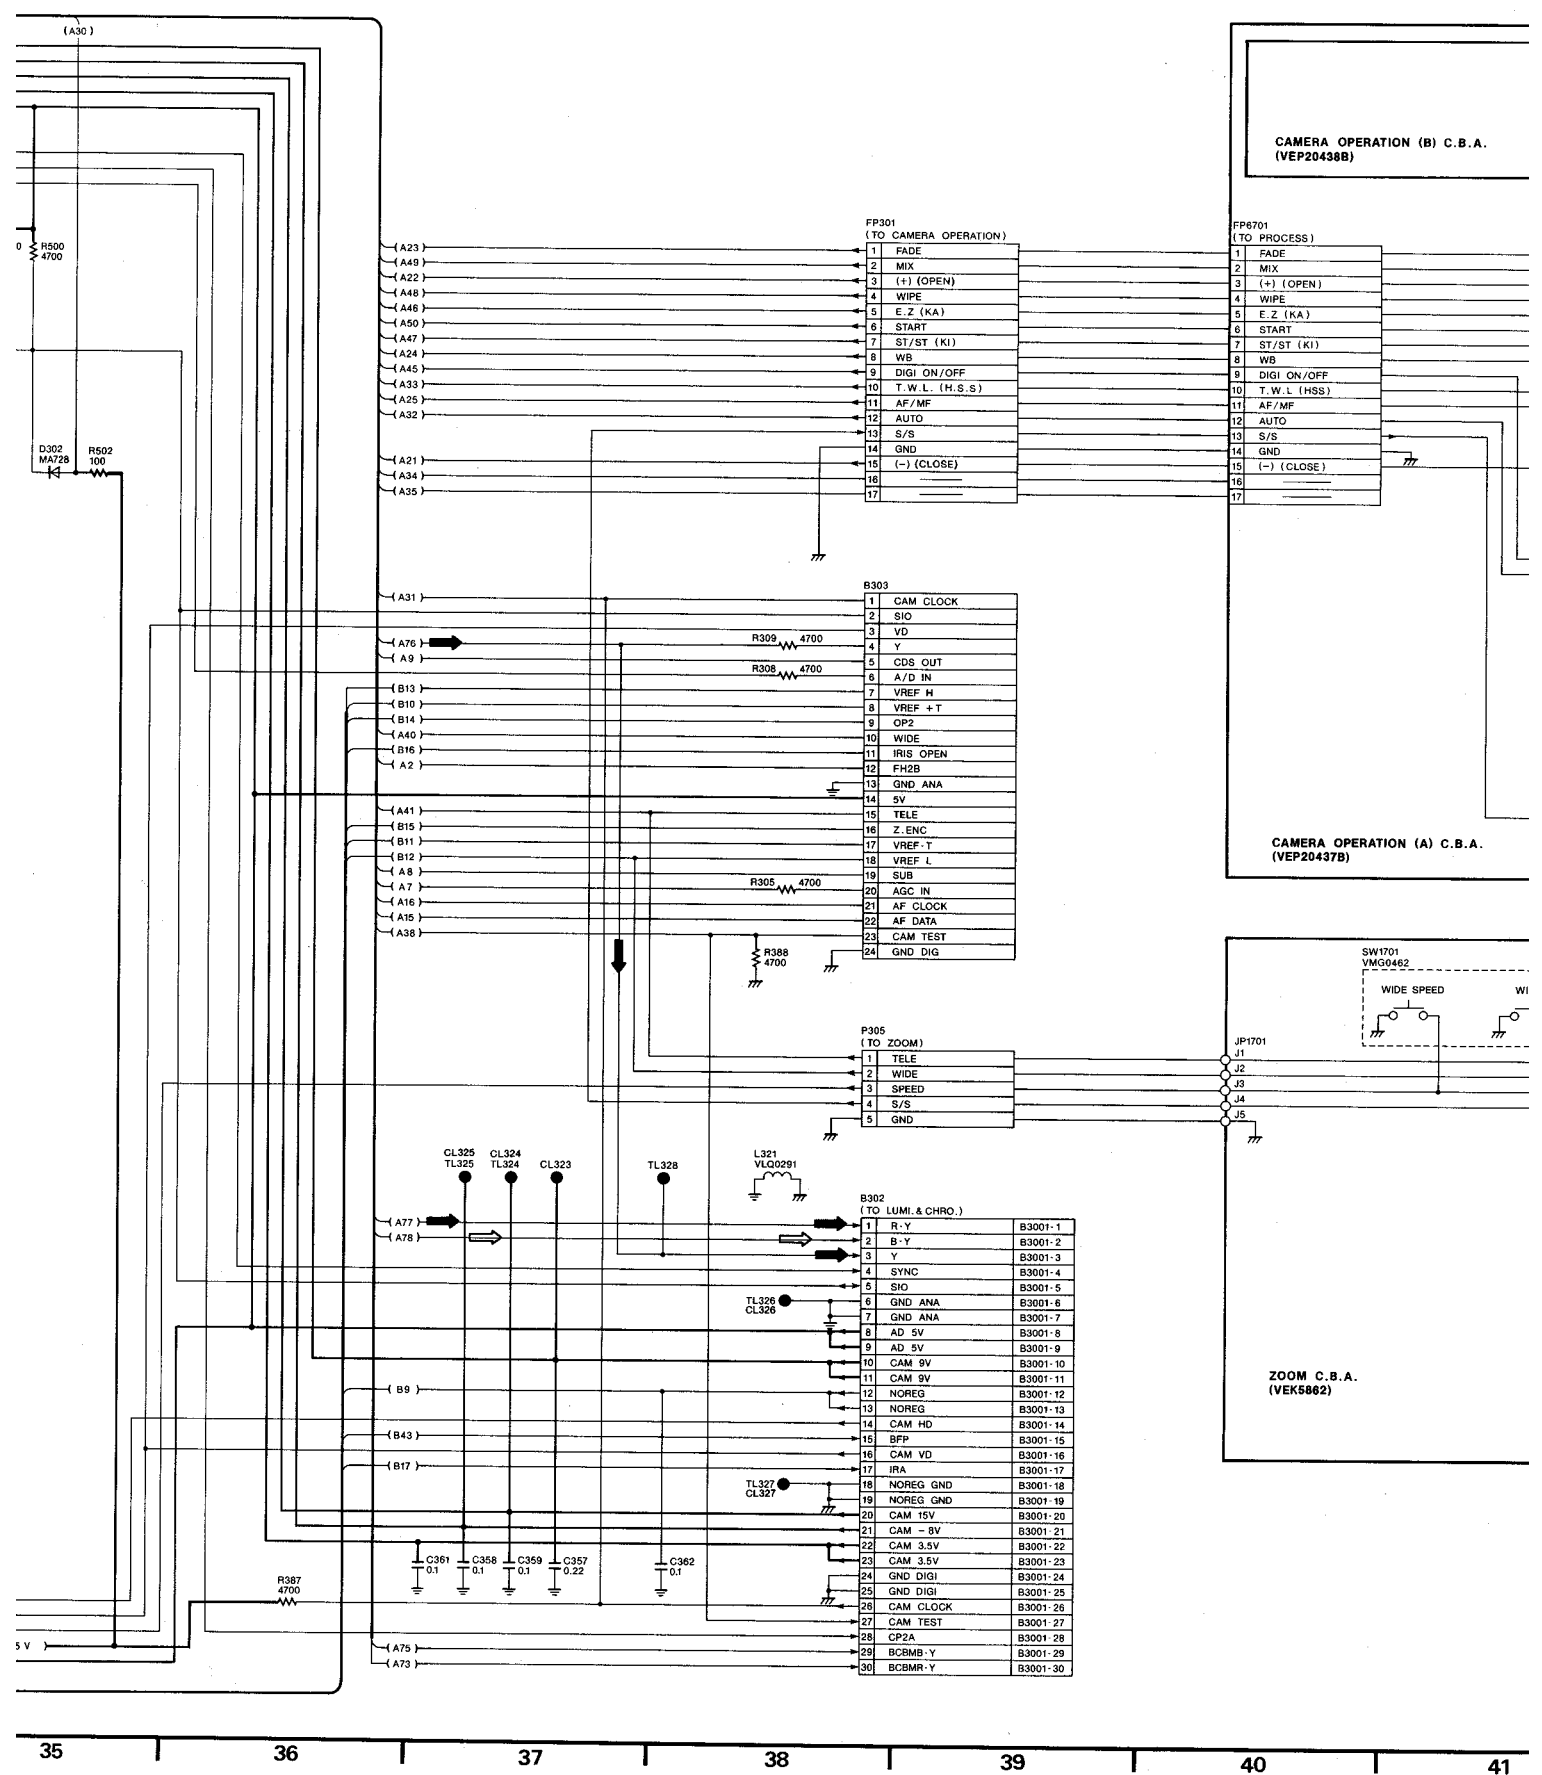 (A30)
CAMERA OPERATION (B) C.B.A.
(VEP20438B)
0
R500
4700
D302
MA728
R502
100
(A23)
(A49)
(A22)
(A48)
(A46)
(A50)
(A47)
(A24)
(A45)
(A33)
(A25)
(A32)
(A21)
(A34)
(A35)
FP301
(TO CAMERA OPERATION)
1 FADE
2 MIX
3 (+) (OPEN)
4 WIPE
5 E.Z (KA)
6 START
7 ST/ST (KI)
8 WB
9 DIGI ON/OFF
10 T.W.L. (H.S.S)
11 AF/MF
12 AUTO
13 S/S
14 GND
15 (-) (CLOSE)
16
17
FP6701
(TO PROCESS)
1 FADE
2 MIX
3 (+) (OPEN)
4 WIPE
5 E.Z (KA)
6 START
7 ST/ST (KI)
8 WB
9 DIGI ON/OFF
10 T.W.L (HSS)
11 AF/MF
12 AUTO
13 S/S
14 GND
15 (-) (CLOSE)
16
17
CAMERA OPERATION (A) C.B.A.
(VEP20437B)
(A31)
(A76)
(A9)
(B13)
(B10)
(B14)
(A40)
(B16)
(A2)
(A41)
(B15)
(B11)
(B12)
(A8)
(A7)
(A16)
(A15)
(A38)
R309 4700
R308 4700
R305 4700
R388
4700
B303
1 CAM CLOCK
2 SIO
3 VD
4 Y
5 CDS OUT
6 A/D IN
7 VREF H
8 VREF +T
9 OP2
10 WIDE
11 IRIS OPEN
12 FH2B
13 GND ANA
14 5V
15 TELE
16 Z.ENC
17 VREF-T
18 VREF L
19 SUB
20 AGC IN
21 AF CLOCK
22 AF DATA
23 CAM TEST
24 GND DIG
P305
(TO ZOOM)
1 TELE
2 WIDE
3 SPEED
4 S/S
5 GND
SW1701
VMG0462
WIDE SPEED
WI
JP1701
J1
J2
J3
J4
J5
ZOOM C.B.A.
(VEK5862)
CL325
TL325
CL324
TL324
CL323
TL328
L321
VLQ0291
(A77)
(A78)
TL326
CL326
(B9)
(B43)
(B17)
TL327
CL327
B302
(TO LUMI.& CHRO.)
1 R-Y B3001-1
2 B-Y B3001-2
3 Y B3001-3
4 SYNC B3001-4
5 SIO B3001-5
6 GND ANA B3001-6
7 GND ANA B3001-7
8 AD 5V B3001-8
9 AD 5V B3001-9
10 CAM 9V B3001-10
11 CAM 9V B3001-11
12 NOREG B3001-12
13 NOREG B3001-13
14 CAM HD B3001-14
15 BFP B3001-15
16 CAM VD B3001-16
17 IRA B3001-17
18 NOREG GND B3001-18
19 NOREG GND B3001-19
20 CAM 15V B3001-20
21 CAM - 8V B3001-21
22 CAM 3.5V B3001-22
23 CAM 3.5V B3001-23
24 GND DIGI B3001-24
25 GND DIGI B3001-25
26 CAM CLOCK B3001-26
27 CAM TEST B3001-27
28 CP2A B3001-28
29 BCBMB-Y B3001-29
30 BCBMR-Y B3001-30
C361
0.1
C358
0.1
C359
0.1
C357
0.22
C362
0.1
R387
4700
5 V )
(A75)
(A73)
35 36 37 38 39 40 41